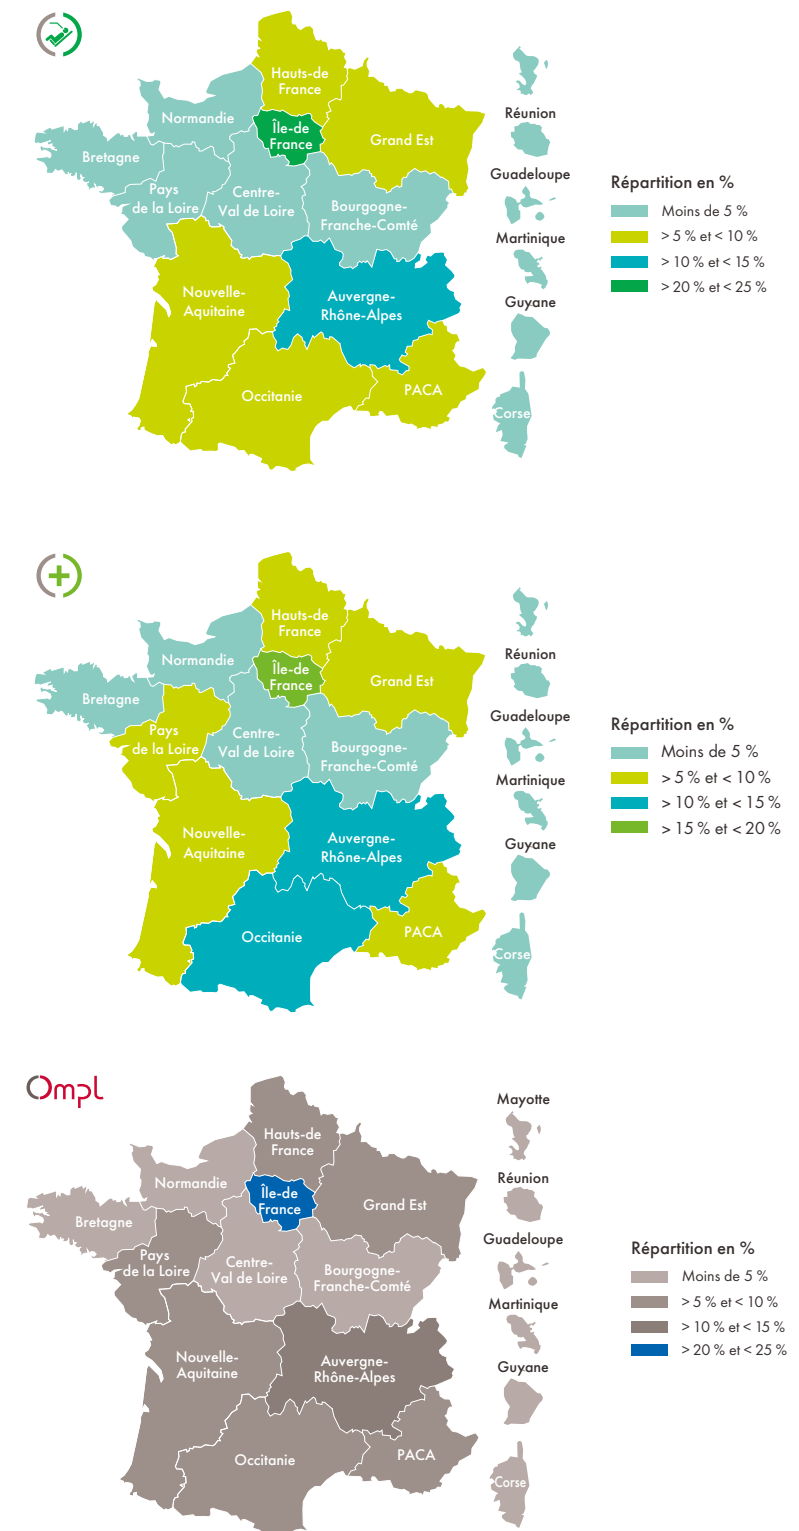 Hauts-de
France
Normandie
Île-de
France
Grand Est
Bretagne
Pays
de la Loire
Centre-
Val de Loire
Bourgogne-
Franche-Comté
Nouvelle-
Aquitaine
Auvergne-
Rhône-Alpes
Occitanie
PACA
Réunion
Guadeloupe
Martinique
Guyane
Corse
Répartition en %
Moins de 5 %
> 5 % et < 10 %
> 10 % et < 15 %
> 20 % et < 25 %
Hauts-de
France
Normandie
Île-de
France
Grand Est
Bretagne
Pays
de la Loire
Centre-
Val de Loire
Bourgogne-
Franche-Comté
Nouvelle-
Aquitaine
Auvergne-
Rhône-Alpes
Occitanie
PACA
Réunion
Guadeloupe
Martinique
Guyane
Corse
Répartition en %
Moins de 5 %
> 5 % et < 10 %
> 10 % et < 15 %
> 15 % et < 20 %
Ompl
Hauts-de
France
Normandie
Île-de
France
Grand Est
Bretagne
Pays
de la Loire
Centre-
Val de Loire
Bourgogne-
Franche-Comté
Nouvelle-
Aquitaine
Auvergne-
Rhône-Alpes
Occitanie
PACA
Mayotte
Réunion
Guadeloupe
Martinique
Guyane
Corse
Répartition en %
Moins de 5 %
> 5 % et < 10 %
> 10 % et < 15 %
> 20 % et < 25 %